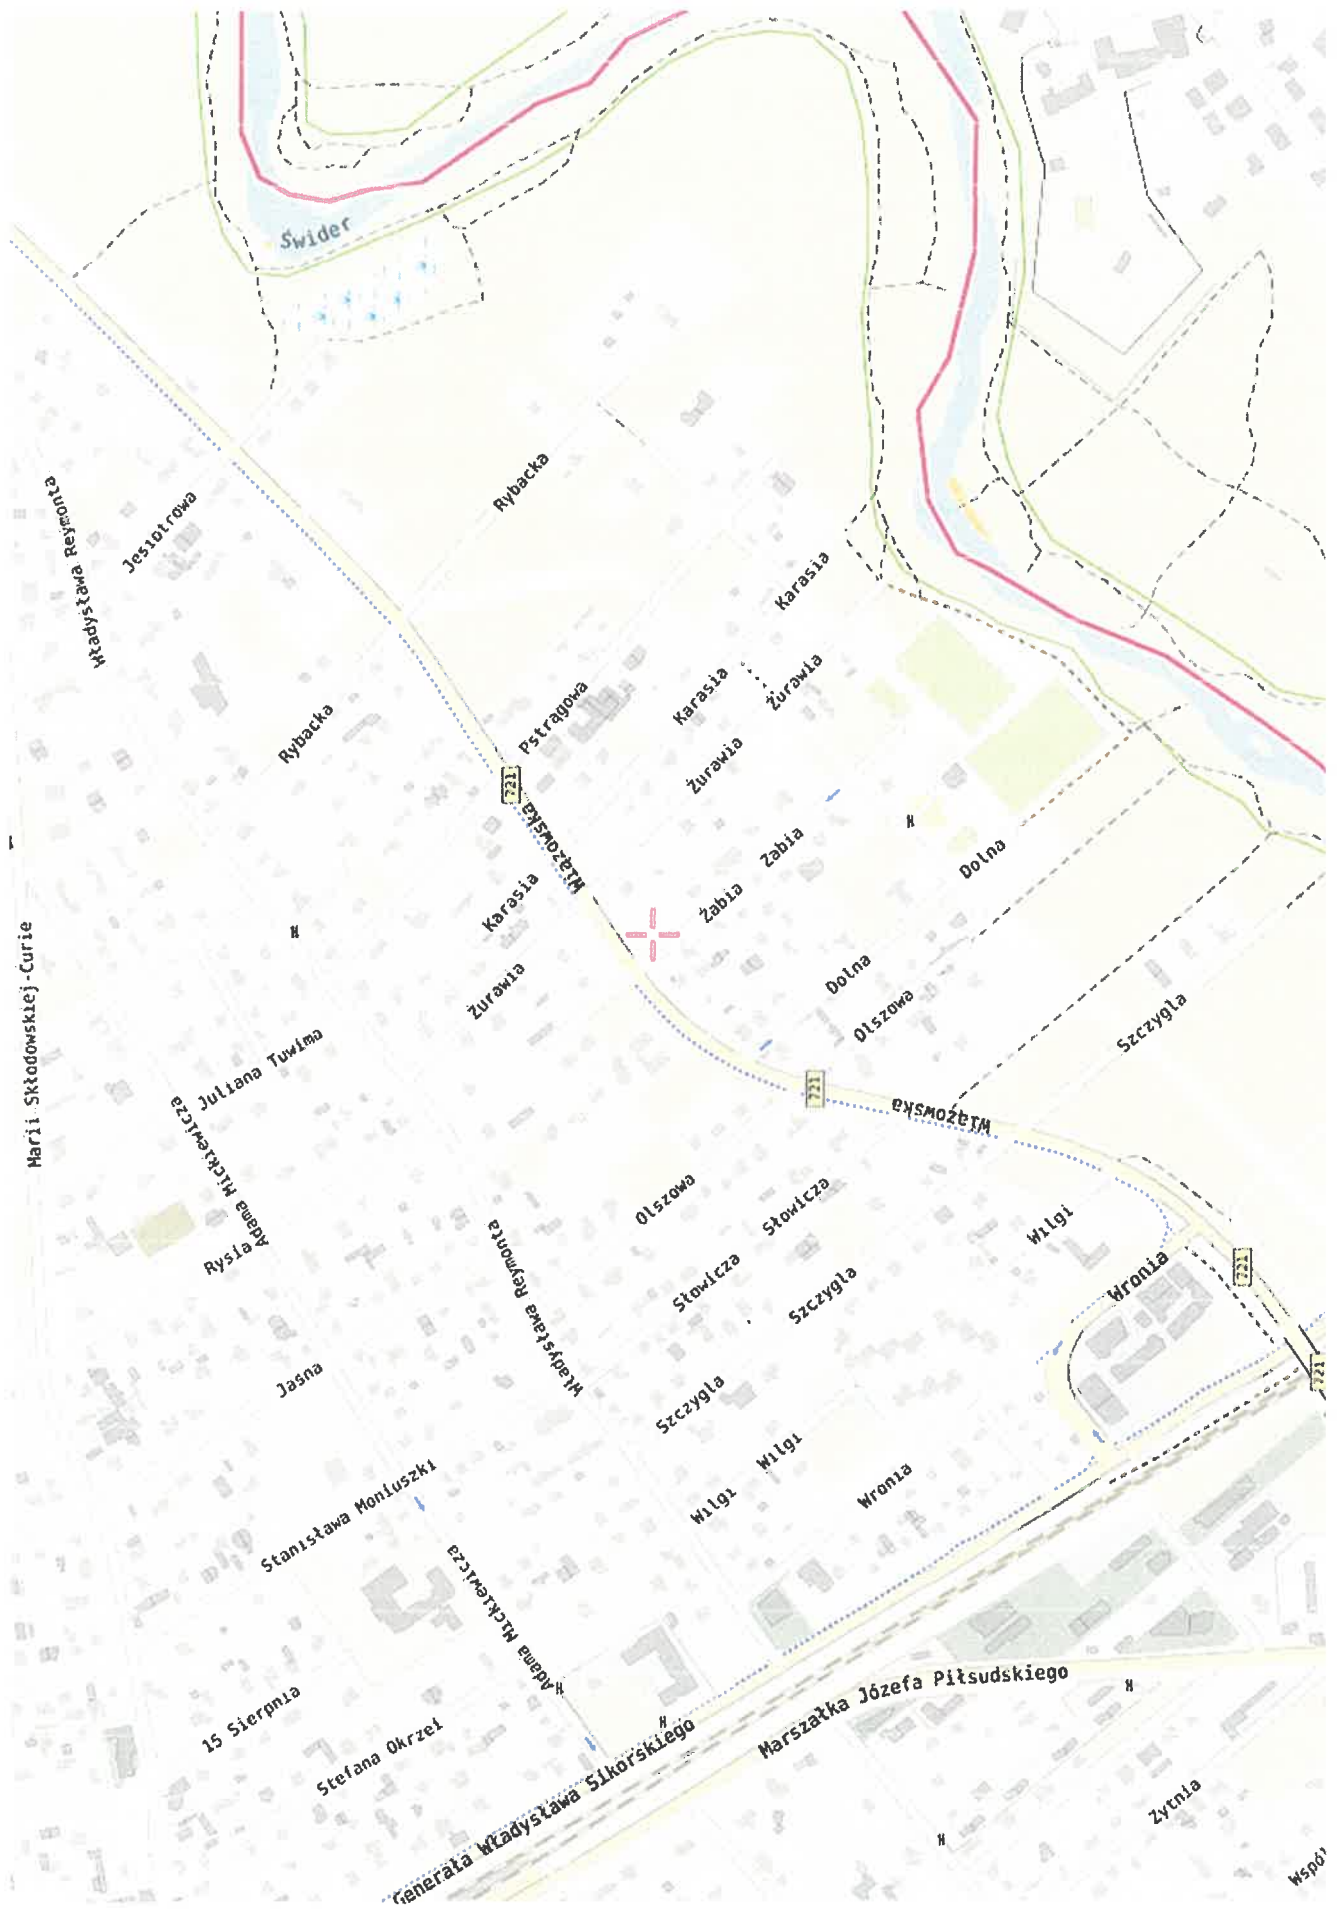 Świder
Rybacka
Władysława Reymonta
Jesiotrowa
Karasia
Karasia
Żurawia
Pstrągowa
Rybacka
Żurawia
721
Wiązowska
H
Żabia
Dolna
Karasia
Żabia
H
Marii Skłodowskiej-Curie
Żurawia
Dolna
Olszowa
Szczygla
Juliana Tuwima
721
Wiązowska
Adama Mickiewicza
Olszowa
Słowicza
Wilgi
Rysia
Władysława Reymonta
Słowicza
Szczygla
Wronia
721
Jasna
721
Szczygla
Wilgi
Wilgi
Wronia
Stanisława Moniuszki
Adama Mickiewicza
H
Marszałka Józefa Piłsudskiego
H
15 Sierpnia
H
Stefana Okrzei
Generała Władysława Sikorskiego
Żytnia
H
Współ